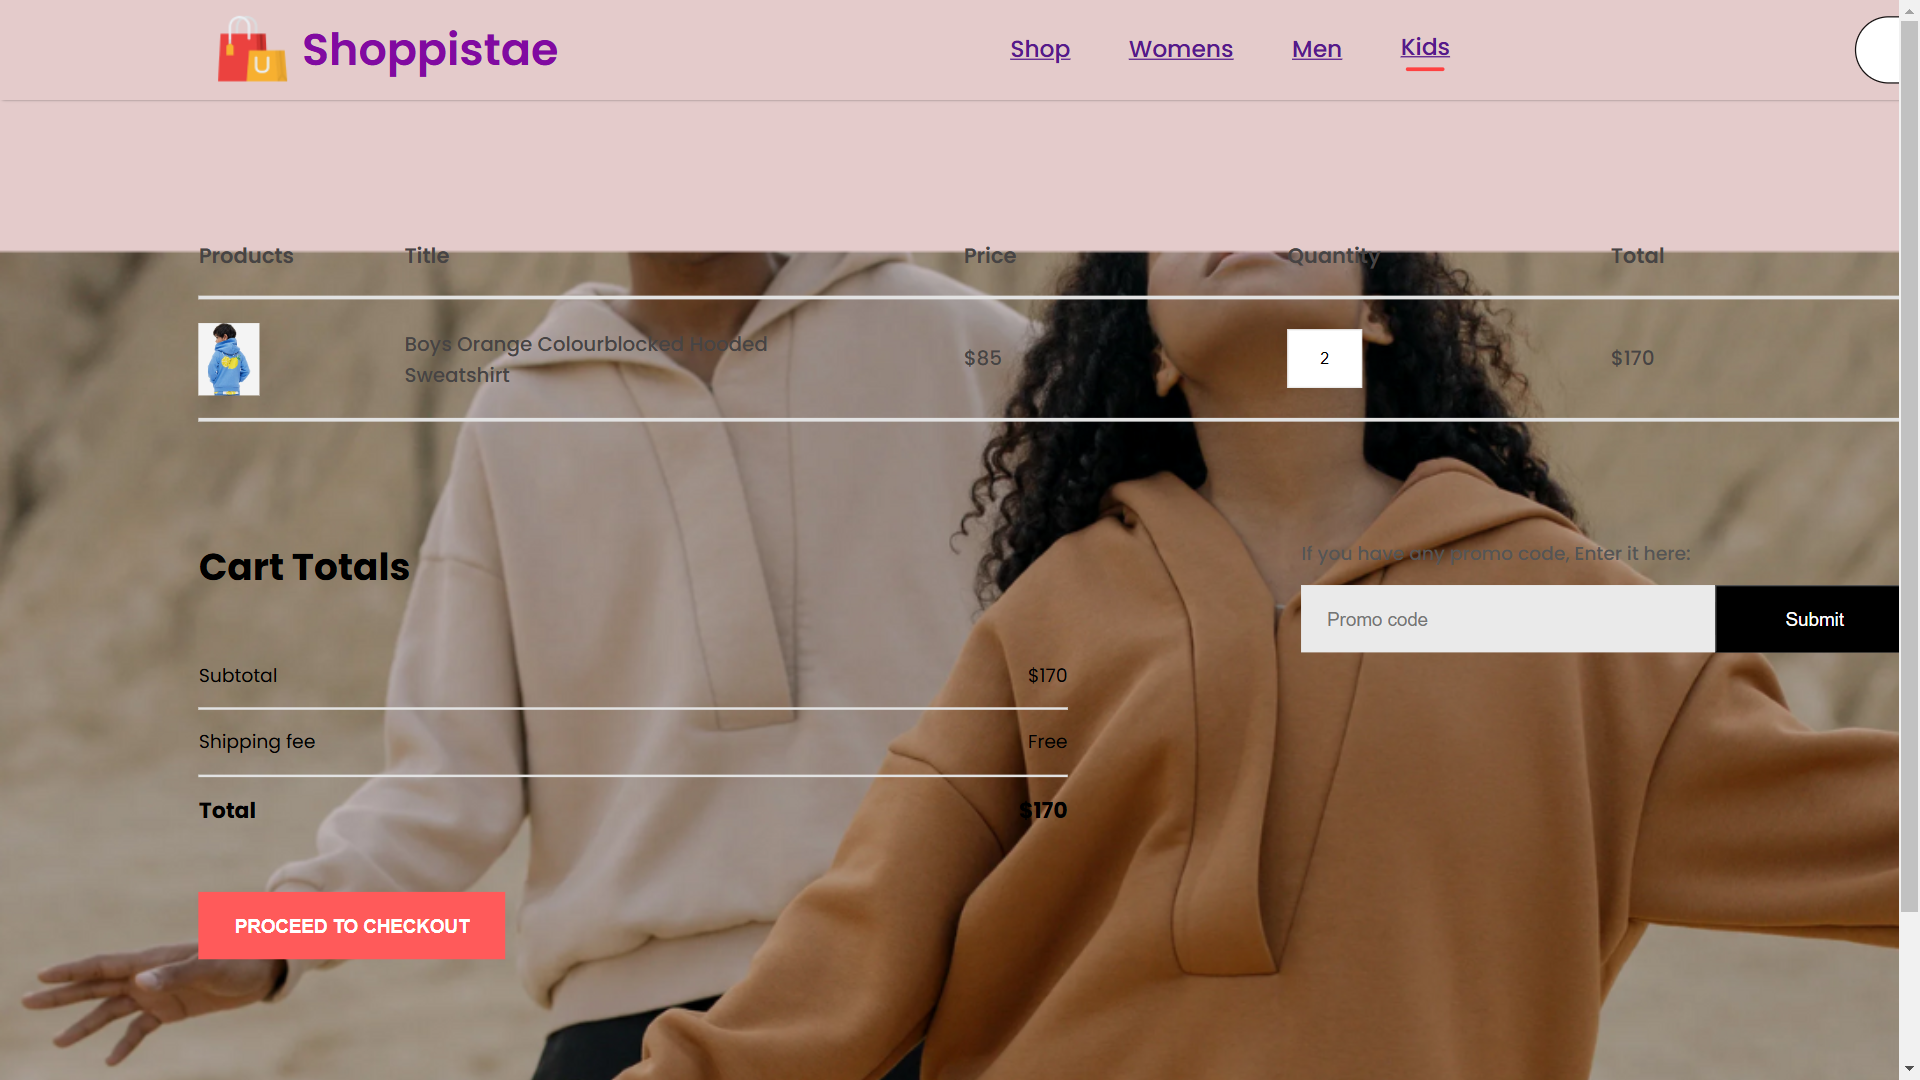 Shoppistae
Shop Womens Men Kids
Products Title Price Quantity Total
Boys Orange Colourblocked Hooded
Sweatshirt
$85 2 $170
Cart Totals
If you have any promo code, Enter it here:
Promo code Submit
Subtotal $170
Shipping fee Free
Total $170
PROCEED TO CHECKOUT